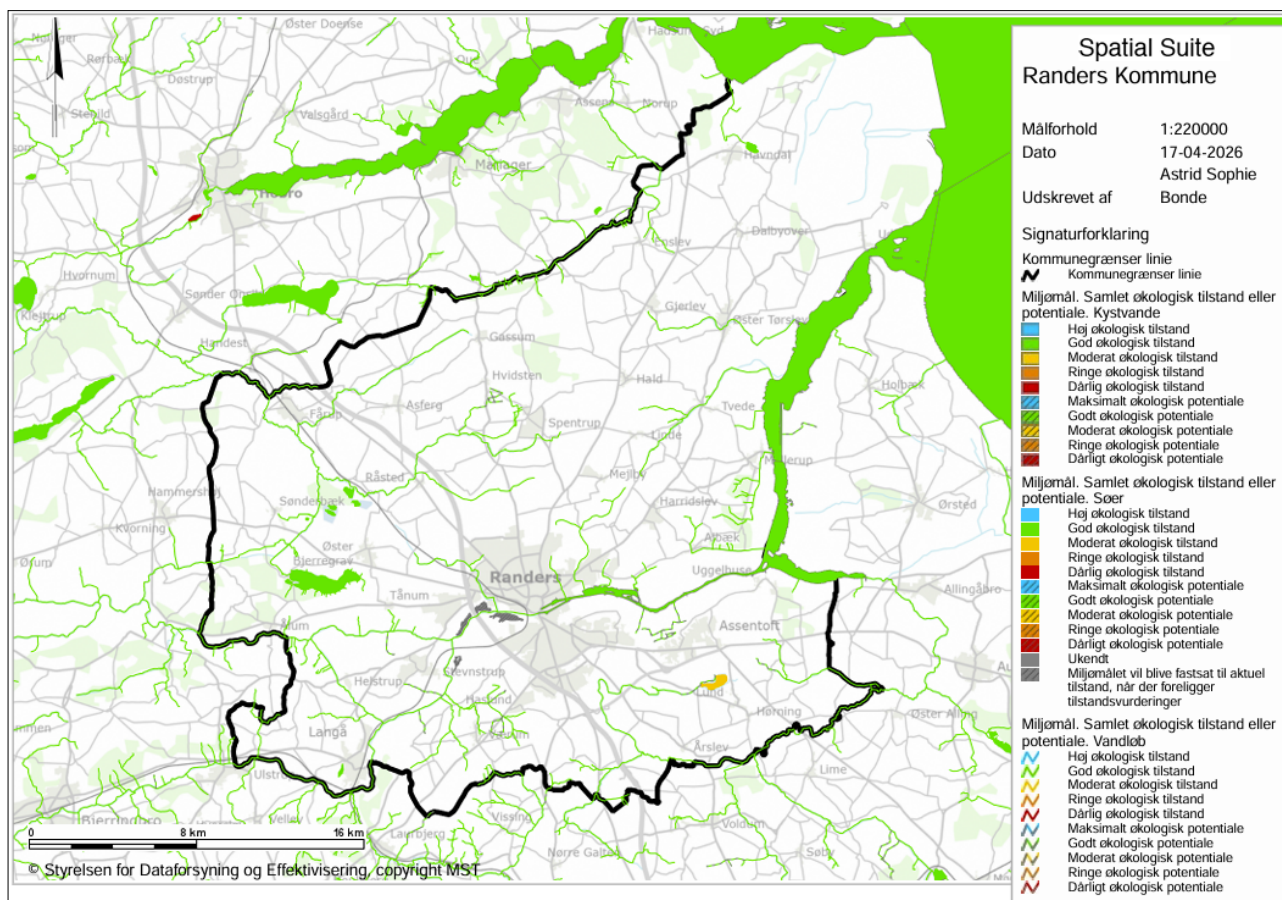 Øster Doense
Hadsund Syd
Rørbæk
Døstrup
Oue
Stenild
Valsgård
Assens
Norup
Mariager
Havndal
Hobro
Hvornum
Enslev
Dalbyover
Klejtrup
Gjerlev
Øster Tørslev
Handest
Gassum
Hvidsten
Hald
Holbæk
Asferg
Fårup
Tvede
Spentrup
Linde
Råsted
Mejlby
Hammershøj
Sønderbæk
Harridslev
Ørsted
Kvorning
Albæk
Øster
Bjerregrav
Randers
Uggelhuse
Tånum
Allingåbro
Ålum
Assentoft
Stevnstrup
Helstrup
Haslund
Lund
Hørning
Øster Alling
Langå
Værum
Årslev
Lime
Bjerringbro
Vissing
Voldum
Laurbjerg
Nørre Galten
Søby
0
8 km
16 km
© Styrelsen for Dataforsyning og Effektivisering, copyright MST
Spatial Suite
Randers Kommune
Målforhold 1:220000
Dato 17-04-2026
Astrid Sophie
Udskrevet af Bonde
Signaturforklaring
Kommunegrænser linie
Kommunegrænser linie
Miljømål. Samlet økologisk tilstand eller
potentiale. Kystvande
Høj økologisk tilstand
God økologisk tilstand
Moderat økologisk tilstand
Ringe økologisk tilstand
Dårlig økologisk tilstand
Maksimalt økologisk potentiale
Godt økologisk potentiale
Moderat økologisk potentiale
Ringe økologisk potentiale
Dårligt økologisk potentiale
Miljømål. Samlet økologisk tilstand eller
potentiale. Søer
Høj økologisk tilstand
God økologisk tilstand
Moderat økologisk tilstand
Ringe økologisk tilstand
Dårlig økologisk tilstand
Maksimalt økologisk potentiale
Godt økologisk potentiale
Moderat økologisk potentiale
Ringe økologisk potentiale
Dårligt økologisk potentiale
Ukendt
Miljømålet vil blive fastsat til aktuel
tilstand, når der foreligger
tilstandsvurderinger
Miljømål. Samlet økologisk tilstand eller
potentiale. Vandløb
Høj økologisk tilstand
God økologisk tilstand
Moderat økologisk tilstand
Ringe økologisk tilstand
Dårlig økologisk tilstand
Maksimalt økologisk potentiale
Godt økologisk potentiale
Moderat økologisk potentiale
Ringe økologisk potentiale
Dårligt økologisk potentiale